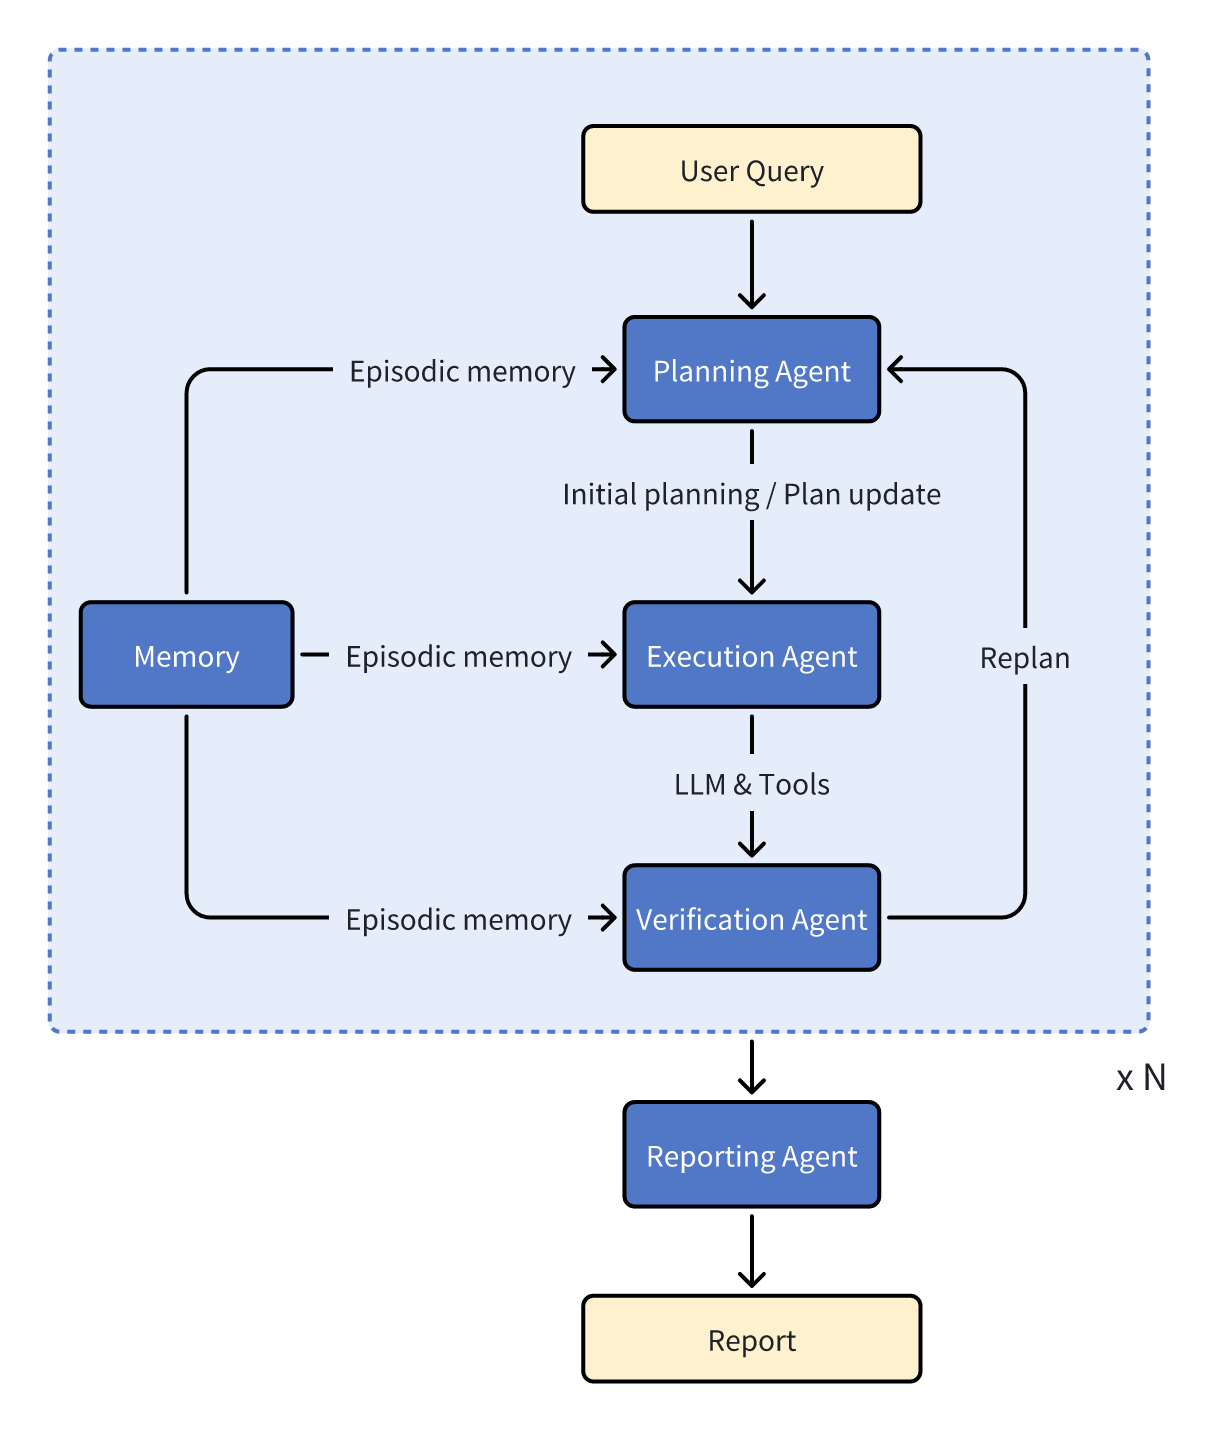 User Query
Episodic memory
Planning Agent
Initial planning / Plan update
Memory
Episodic memory
Execution Agent
Replan
LLM & Tools
Episodic memory
Verification Agent
x N
Reporting Agent
Report